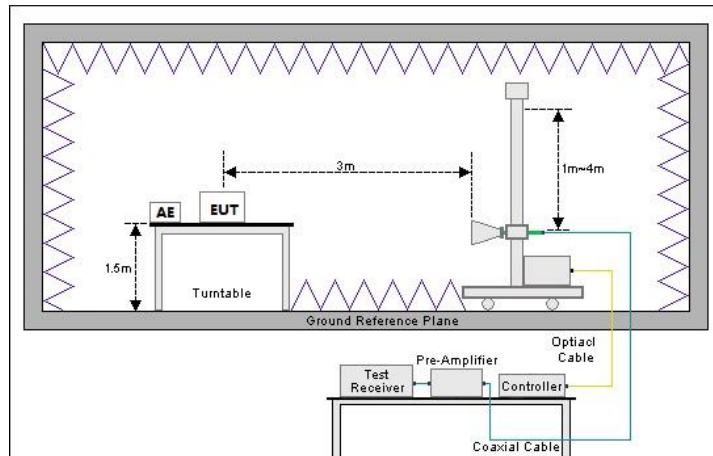 3m
1m~4m
AE
EUT
1.5m
Turntable
Ground Reference Plane
Optiacl
Cable
Pre-Amplifier
Test
Receiver
Controller
Coaxial Cable